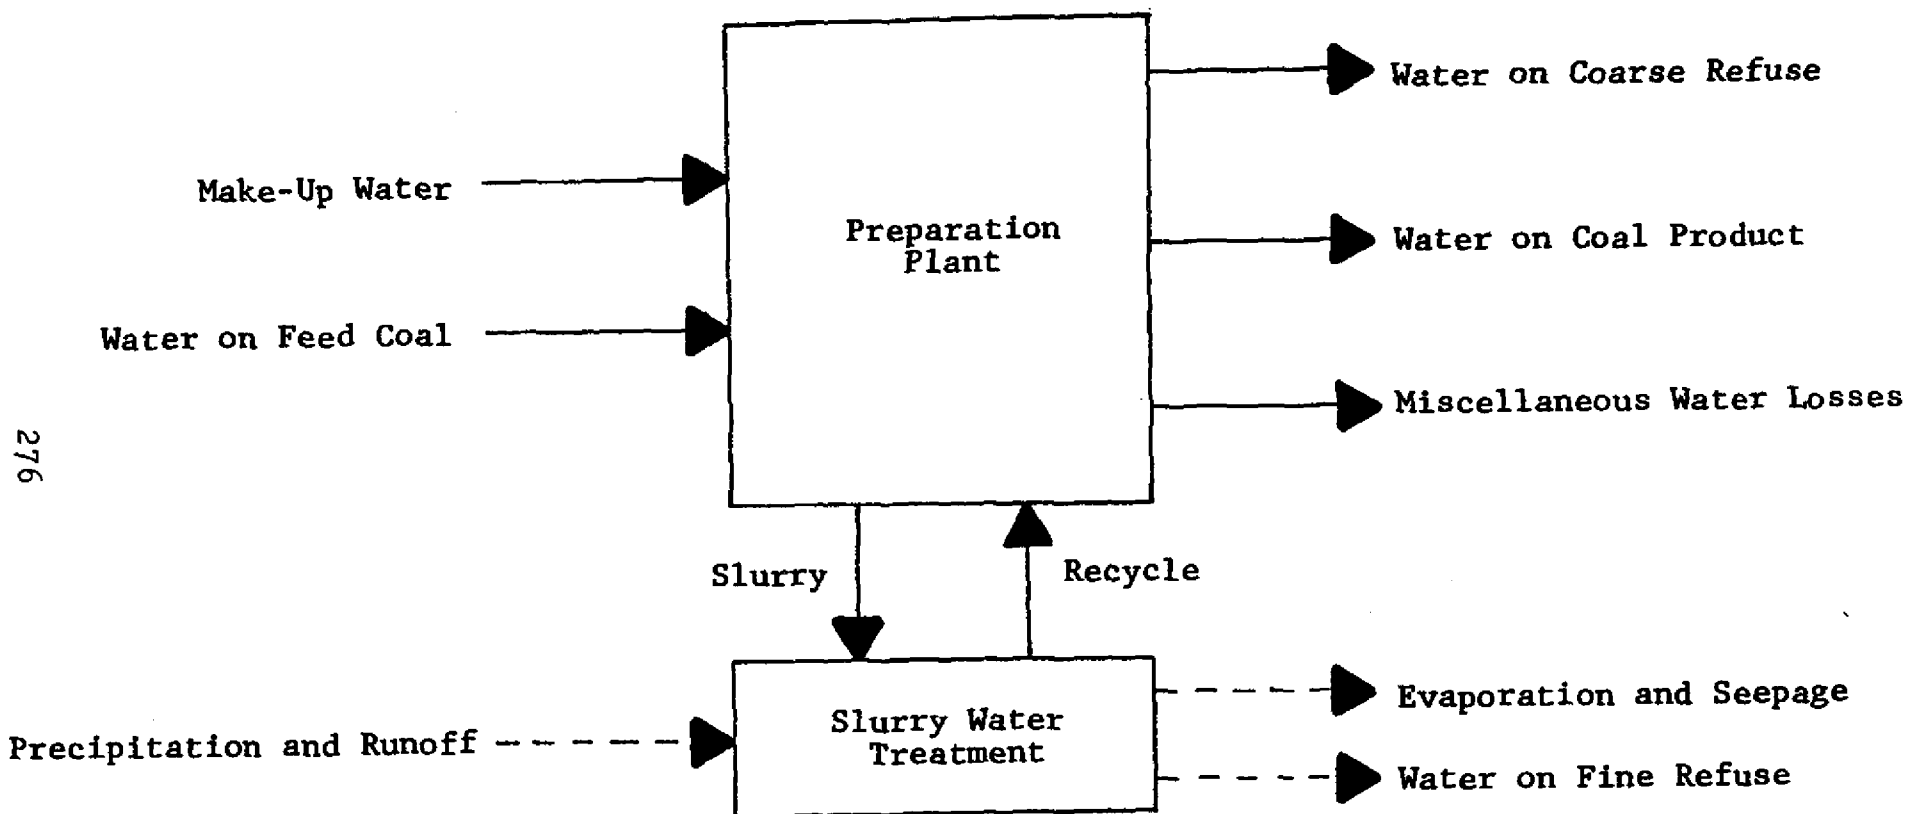 Water on Coarse Refuse
Make-Up Water
Preparation
Plant
Water on Coal Product
Water on Feed Coal
Miscellaneous Water Losses
276
Slurry
Recycle
Precipitation and Runoff
Slurry Water
Treatment
Evaporation and Seepage
Water on Fine Refuse